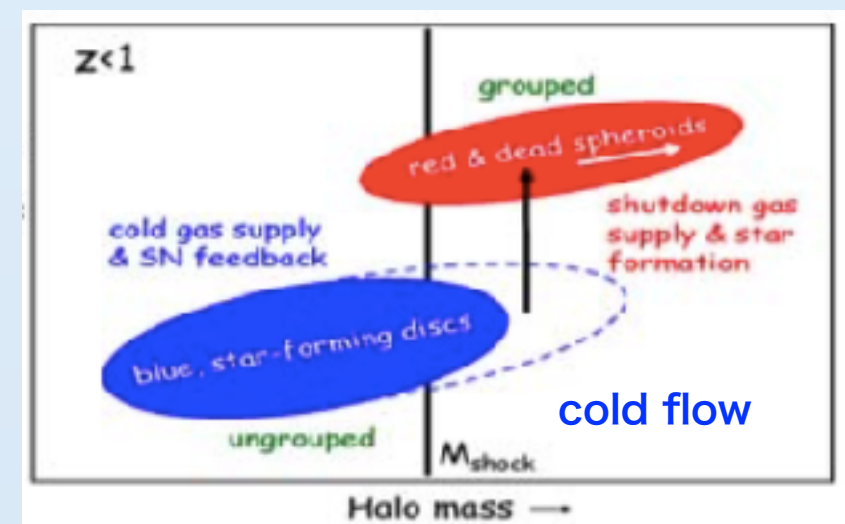 z<1
grouped
red & dead spheroids
cold gas supply
& SN feedback
shutdown gas
supply & star
formation
blue, star-forming discs
cold flow
ungrouped
Mshock
Halo mass →